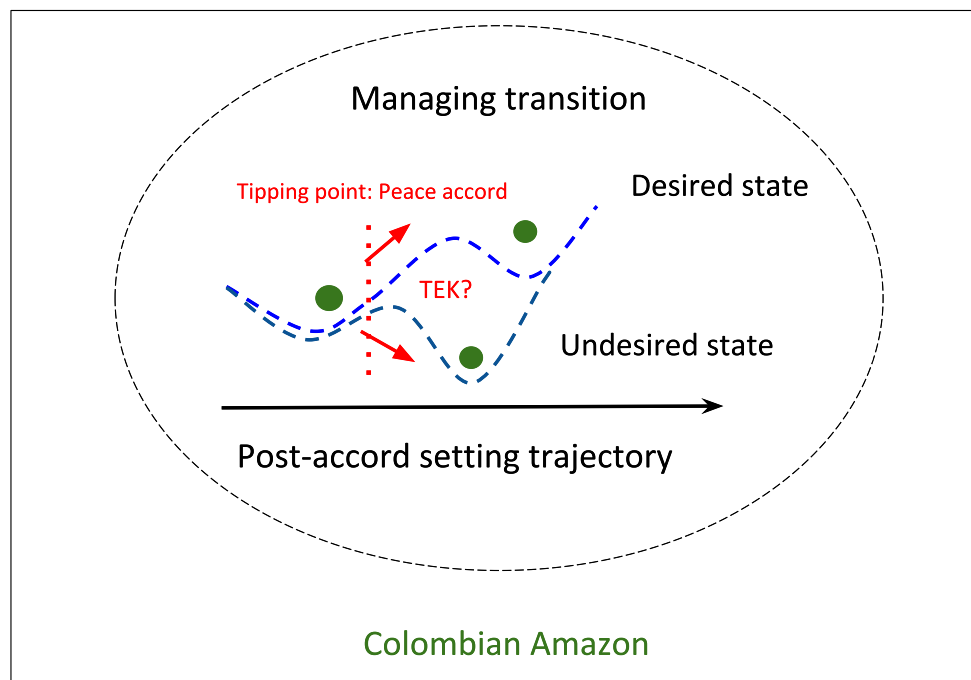 Managing transition
Tipping point: Peace accord
Desired state
TEK?
Undesired state
Post-accord setting trajectory
Colombian Amazon